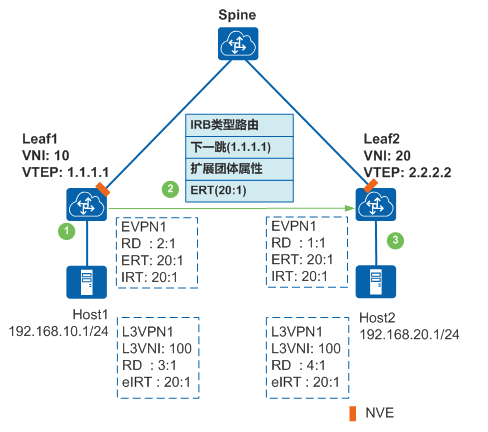 Spine
Leaf1
VNI: 10
VTEP: 1.1.1.1
IRB类型路由
下一跳(1.1.1.1)
扩展团体属性
ERT(20:1)
Leaf2
VNI: 20
VTEP: 2.2.2.2
2
1
3
EVPN1
RD : 2:1
ERT: 20:1
IRT: 20:1
EVPN1
RD : 1:1
ERT: 20:1
IRT: 20:1
Host1
192.168.10.1/24
Host2
192.168.20.1/24
L3VPN1
L3VNI: 100
RD : 3:1
eIRT : 20:1
L3VPN1
L3VNI: 100
RD : 4:1
eIRT : 20:1
NVE